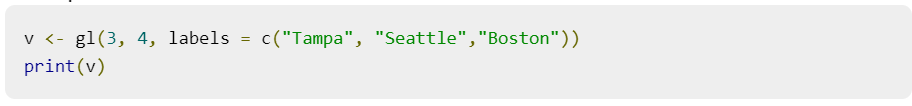 v <- gl(3, 4, labels = c("Tampa", "Seattle","Boston"))
print(v)